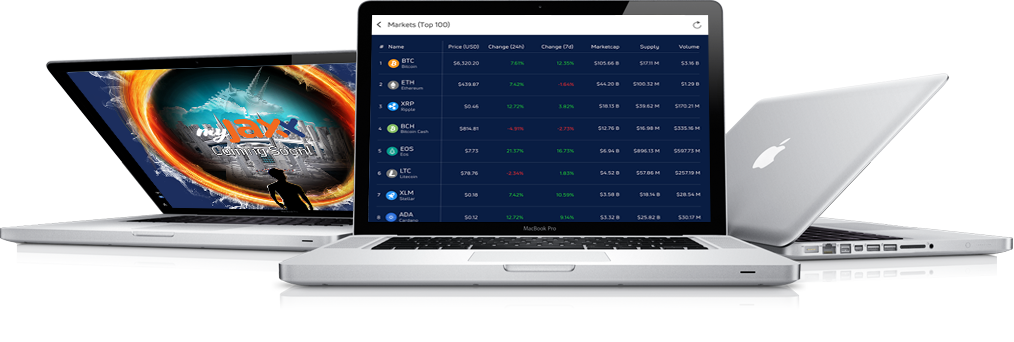 my Jaxx
Coming Soon!
Markets (Top 100)
# Name Price (USD) Change (24h) Change (7d) Marketcap Supply Volume
1 BTC Bitcoin $6,320.20 7.61% 12.35% $105.66 B $17.11 M $3.16 B
2 ETH Ethereum $439.87 7.42% -1.64% $44.20 B $100.32 M $1.29 B
3 XRP Ripple $0.46 12.72% 3.82% $18.13 B $39.62 M $170.21 M
4 BCH Bitcoin Cash $814.81 -4.91% -3.73% $12.76 B $16.98 M $335.16 M
5 EOS Eos $7.73 21.37% 16.73% $6.94 B $896.13 M $597.73 M
6 LTC Litecoin $78.76 -2.34% 1.83% $4.52 B $57.86 M $257.19 M
7 XLM Stellar $0.18 7.42% 10.59% $3.58 B $18.14 B $28.54 M
8 ADA Cardano $0.12 12.72% 9.14% $3.32 B $25.82 B $30.17 M
MacBook Pro